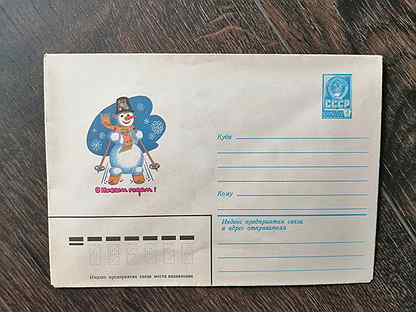 СССР
Куда
С Новым годом!
Кому
Индекс предприятия связи
и адрес отправителя
Индекс предприятия связи места назначения